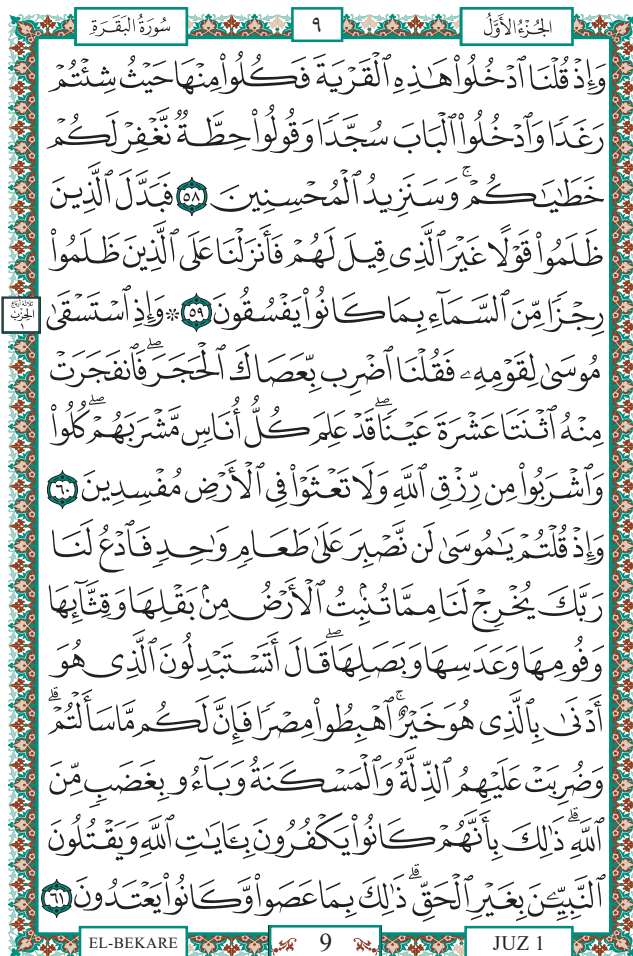 سُورَةُ البَقَرَةِ ٩ الجُزْءُ الأَوَّلُ
وَإِذْ قُلْنَا ٱدْخُلُوا۟ هَـٰذِهِ ٱلْقَرْيَةَ فَكُلُوا۟ مِنْهَا حَيْثُ شِئْتُمْ
رَغَدًا وَٱدْخُلُوا۟ ٱلْبَابَ سُجَّدًا وَقُولُوا۟ حِطَّةٌ نَّغْفِرْ لَكُمْ
خَطَـٰيَـٰكُمْ ۚ وَسَنَزِيدُ ٱلْمُحْسِنِينَ ٥٨ فَبَدَّلَ ٱلَّذِينَ
ظَلَمُوا۟ قَوْلًا غَيْرَ ٱلَّذِى قِيلَ لَهُمْ فَأَنزَلْنَا عَلَى ٱلَّذِينَ ظَلَمُوا۟
رِجْزًا مِّنَ ٱلسَّمَآءِ بِمَا كَانُوا۟ يَفْسُقُونَ ٥٩ * وَإِذِ ٱسْتَسْقَىٰ
ثلاثة أرباع
الحزب
١
مُوسَىٰ لِقَوْمِهِۦ فَقُلْنَا ٱضْرِب بِّعَصَاكَ ٱلْحَجَرَ ۖ فَٱنفَجَرَتْ
مِنْهُ ٱثْنَتَا عَشْرَةَ عَيْنًا ۖ قَدْ عَلِمَ كُلُّ أُنَاسٍ مَّشْرَبَهُمْ ۖ كُلُوا۟
وَٱشْرَبُوا۟ مِن رِّزْقِ ٱللَّهِ وَلَا تَعْثَوْا۟ فِى ٱلْأَرْضِ مُفْسِدِينَ ٦٠
وَإِذْ قُلْتُمْ يَـٰمُوسَىٰ لَن نَّصْبِرَ عَلَىٰ طَعَامٍ وَٰحِدٍ فَٱدْعُ لَنَا
رَبَّكَ يُخْرِجْ لَنَا مِمَّا تُنۢبِتُ ٱلْأَرْضُ مِنۢ بَقْلِهَا وَقِثَّآئِهَا
وَفُومِهَا وَعَدَسِهَا وَبَصَلِهَا ۖ قَالَ أَتَسْتَبْدِلُونَ ٱلَّذِى هُوَ
أَدْنَىٰ بِٱلَّذِى هُوَ خَيْرٌ ۚ ٱهْبِطُوا۟ مِصْرًا فَإِنَّ لَكُم مَّا سَأَلْتُمْ ۗ
وَضُرِبَتْ عَلَيْهِمُ ٱلذِّلَّةُ وَٱلْمَسْكَنَةُ وَبَآءُو بِغَضَبٍ مِّنَ
ٱللَّهِ ۗ ذَٰلِكَ بِأَنَّهُمْ كَانُوا۟ يَكْفُرُونَ بِـَٔايَـٰتِ ٱللَّهِ وَيَقْتُلُونَ
ٱلنَّبِيِّـۧنَ بِغَيْرِ ٱلْحَقِّ ۗ ذَٰلِكَ بِمَا عَصَوا۟ وَّكَانُوا۟ يَعْتَدُونَ ٦١
EL-BEKARE 9 JUZ 1